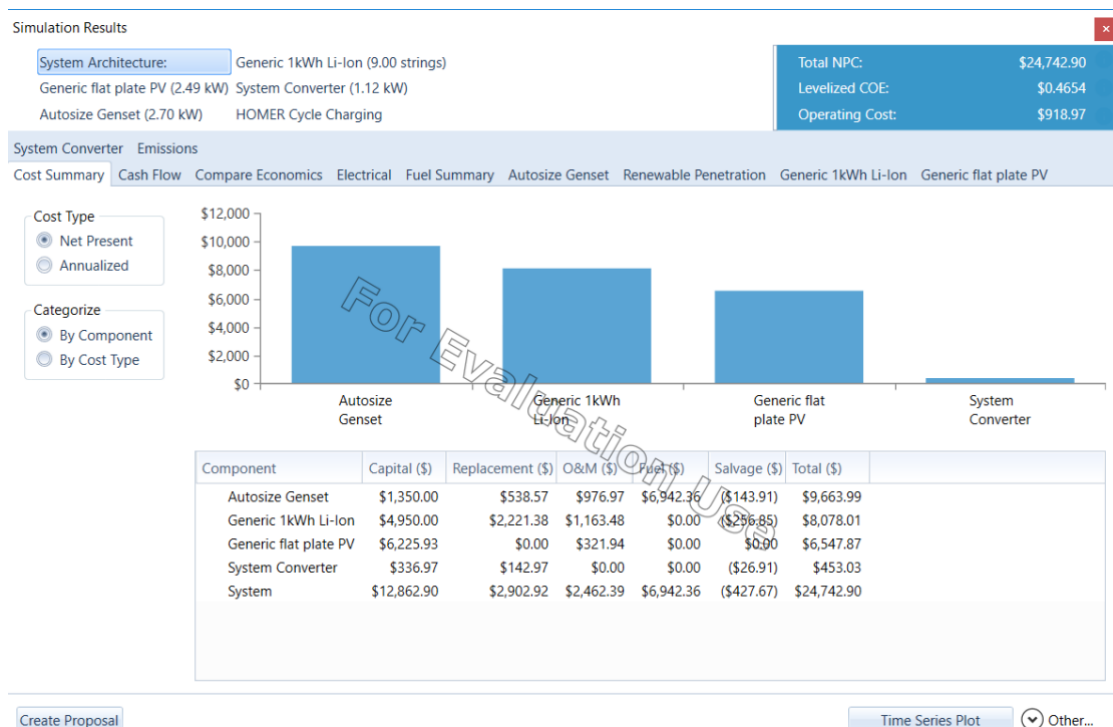 Simulation Results
System Architecture: Generic 1kWh Li-Ion (9.00 strings)
Generic flat plate PV (2.49 kW) System Converter (1.12 kW)
Autosize Genset (2.70 kW) HOMER Cycle Charging
Total NPC: $24,742.90
Levelized COE: $0.4654
Operating Cost: $918.97
System Converter Emissions
Cost Summary Cash Flow Compare Economics Electrical Fuel Summary Autosize Genset Renewable Penetration Generic 1kWh Li-Ion Generic flat plate PV
Cost Type
Net Present
Annualized
Categorize
By Component
By Cost Type
$12,000
$10,000
$8,000
$6,000
$4,000
$2,000
$0
Autosize
Genset
Generic 1kWh
Li-Ion
Generic flat
plate PV
System
Converter
For Evaluation Use
Component Capital ($) Replacement ($) O&M ($) Fuel ($) Salvage ($) Total ($)
Autosize Genset $1,350.00 $538.57 $976.97 $6,942.36 ($143.91) $9,663.99
Generic 1kWh Li-Ion $4,950.00 $2,221.38 $1,163.48 $0.00 ($256.85) $8,078.01
Generic flat plate PV $6,225.93 $0.00 $321.94 $0.00 $0.00 $6,547.87
System Converter $336.97 $142.97 $0.00 $0.00 ($26.91) $453.03
System $12,862.90 $2,902.92 $2,462.39 $6,942.36 ($427.67) $24,742.90
Create Proposal
Time Series Plot
Other...